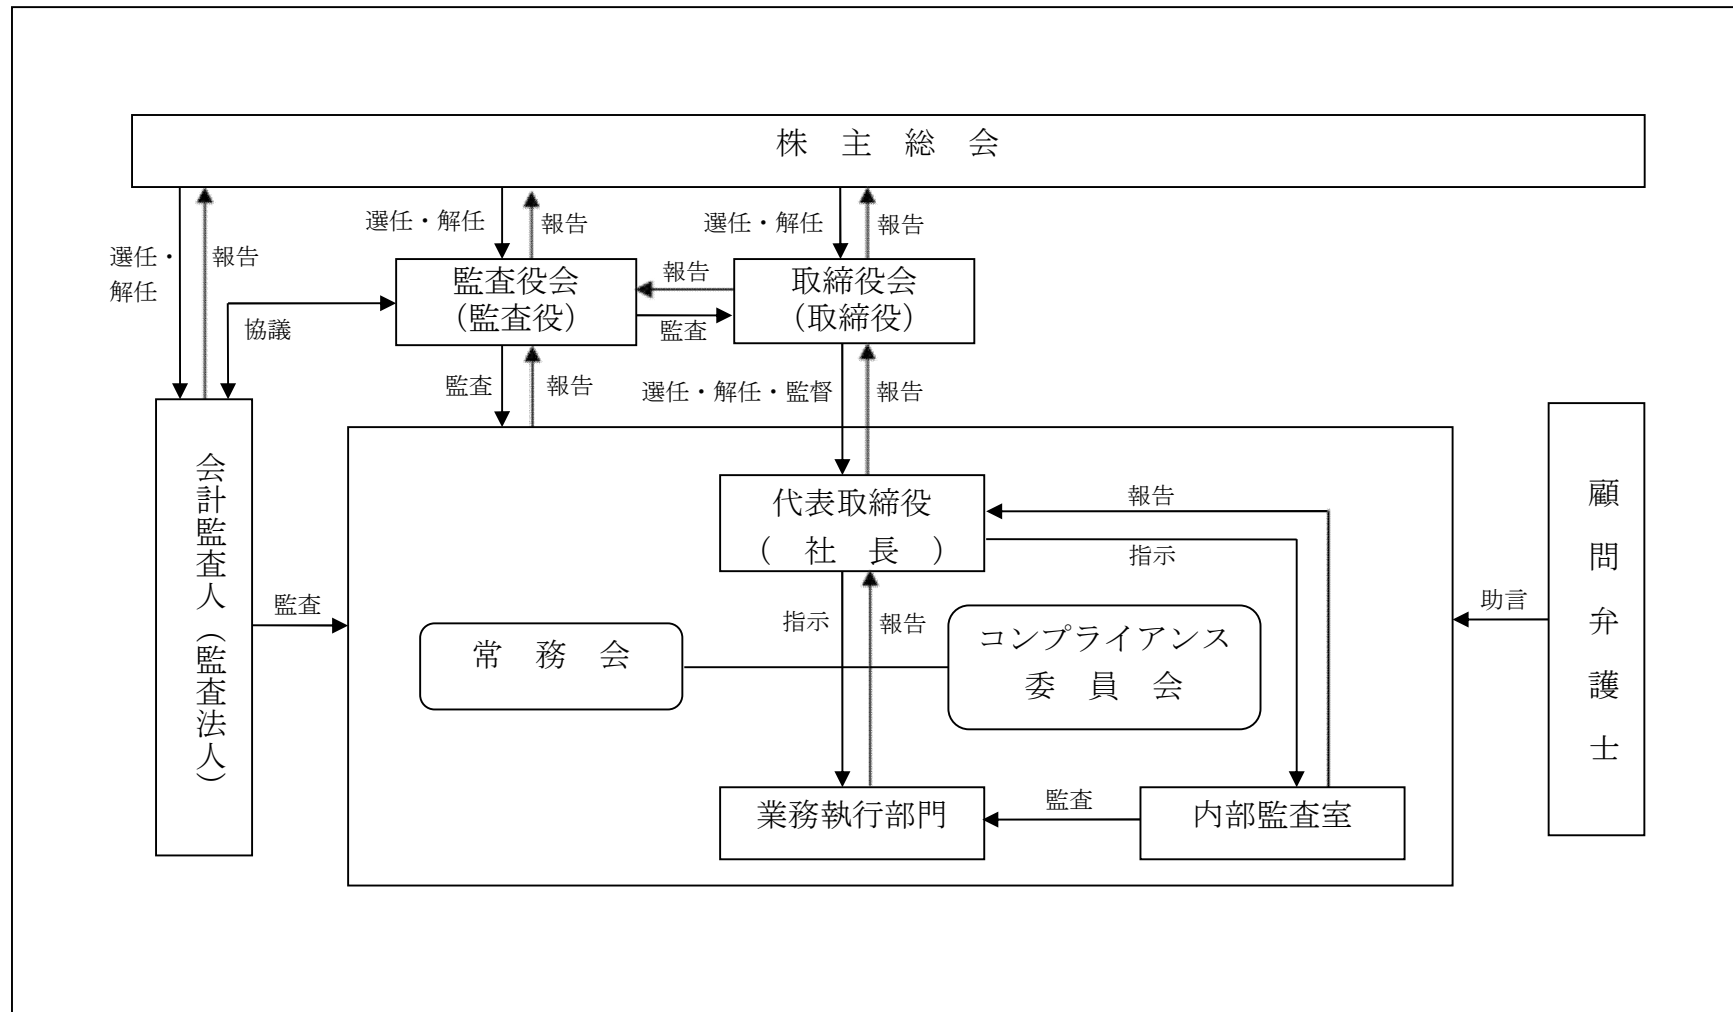 株　主　総　会
選任・解任
報告
選任・解任
報告
選任・
解任
報告
監査役会
（監査役）
報告
監査
取締役会
（取締役）
協議
監査
報告
選任・解任・監督
報告
会計監査人（監査法人）
監査
代表取締役
（　社　長　）
報告
指示
指示
報告
常　務　会
コンプライアンス
委　員　会
業務執行部門
監査
内部監査室
助言
顧問弁護士